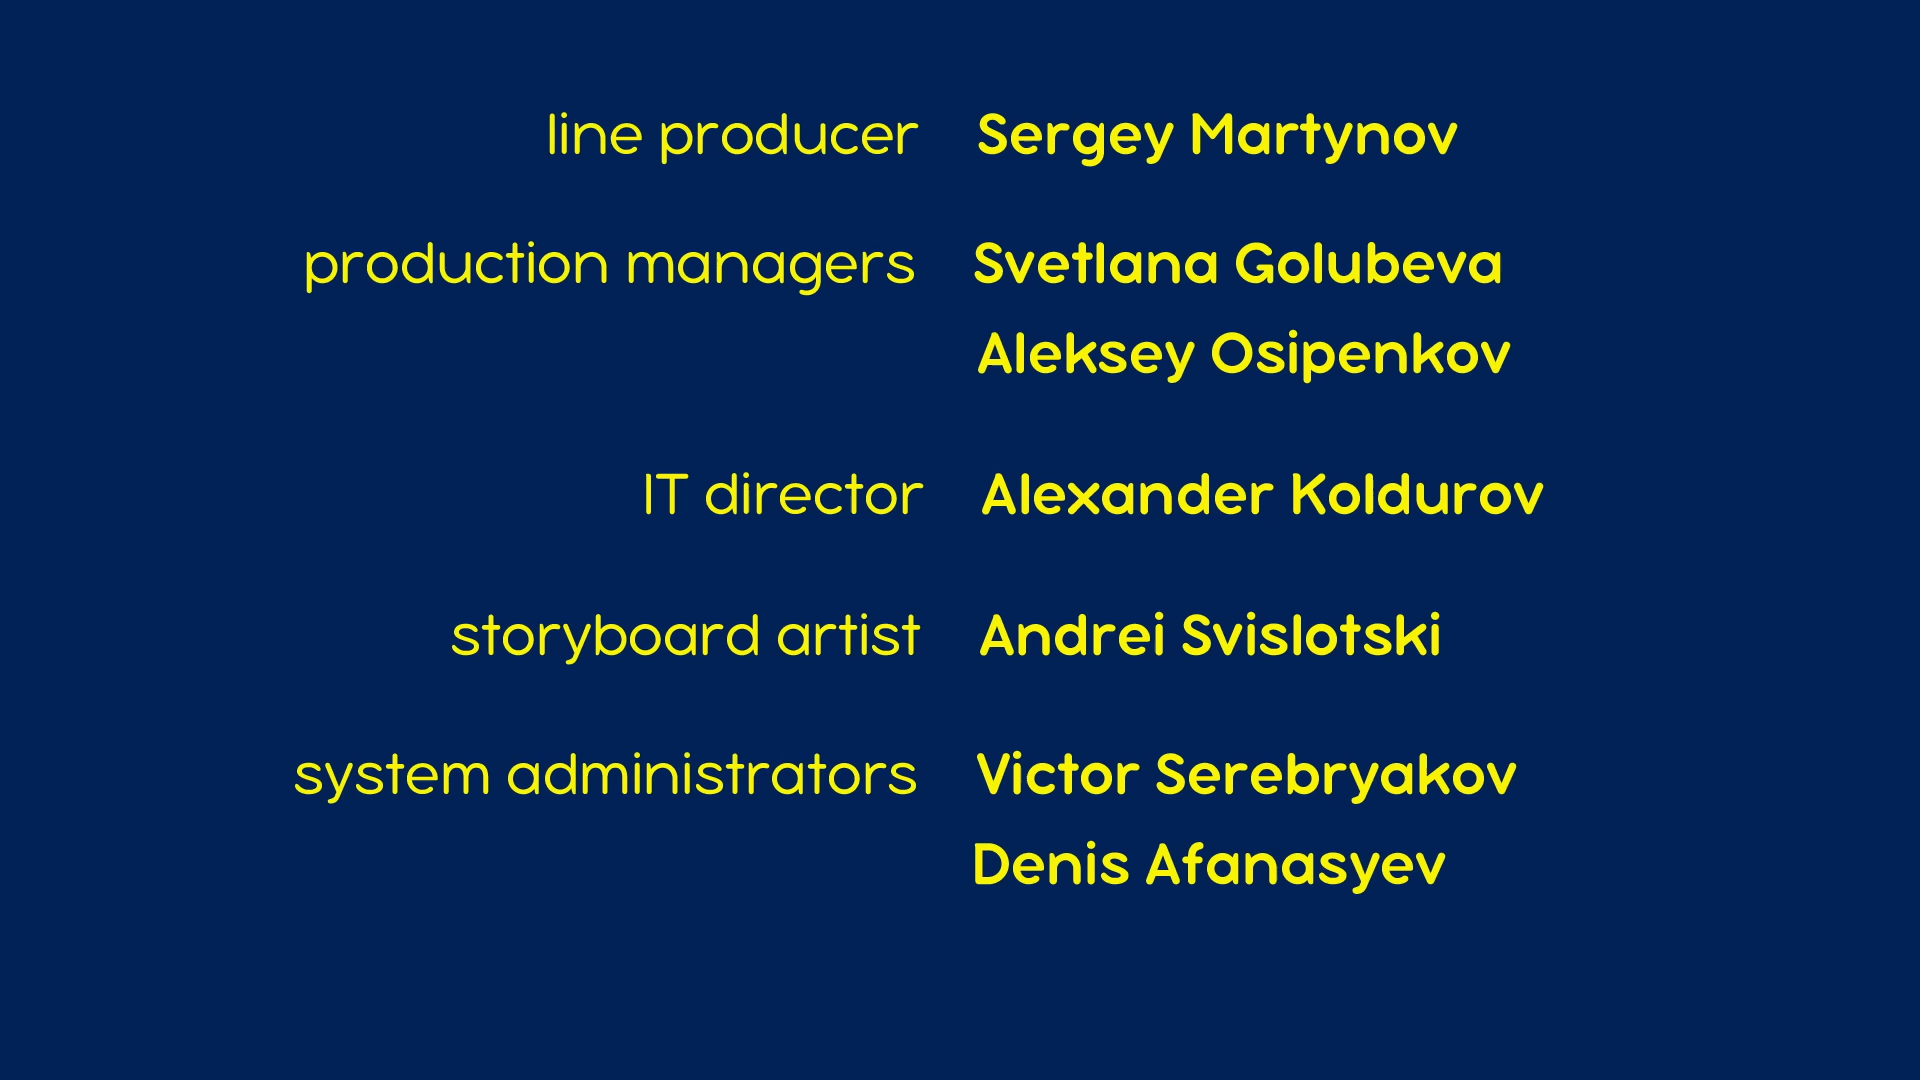 line producer Sergey Martynov
production managers Svetlana Golubeva
Aleksey Osipenkov
IT director Alexander Koldurov
storyboard artist Andrei Svislotski
system administrators Victor Serebryakov
Denis Afanasyev